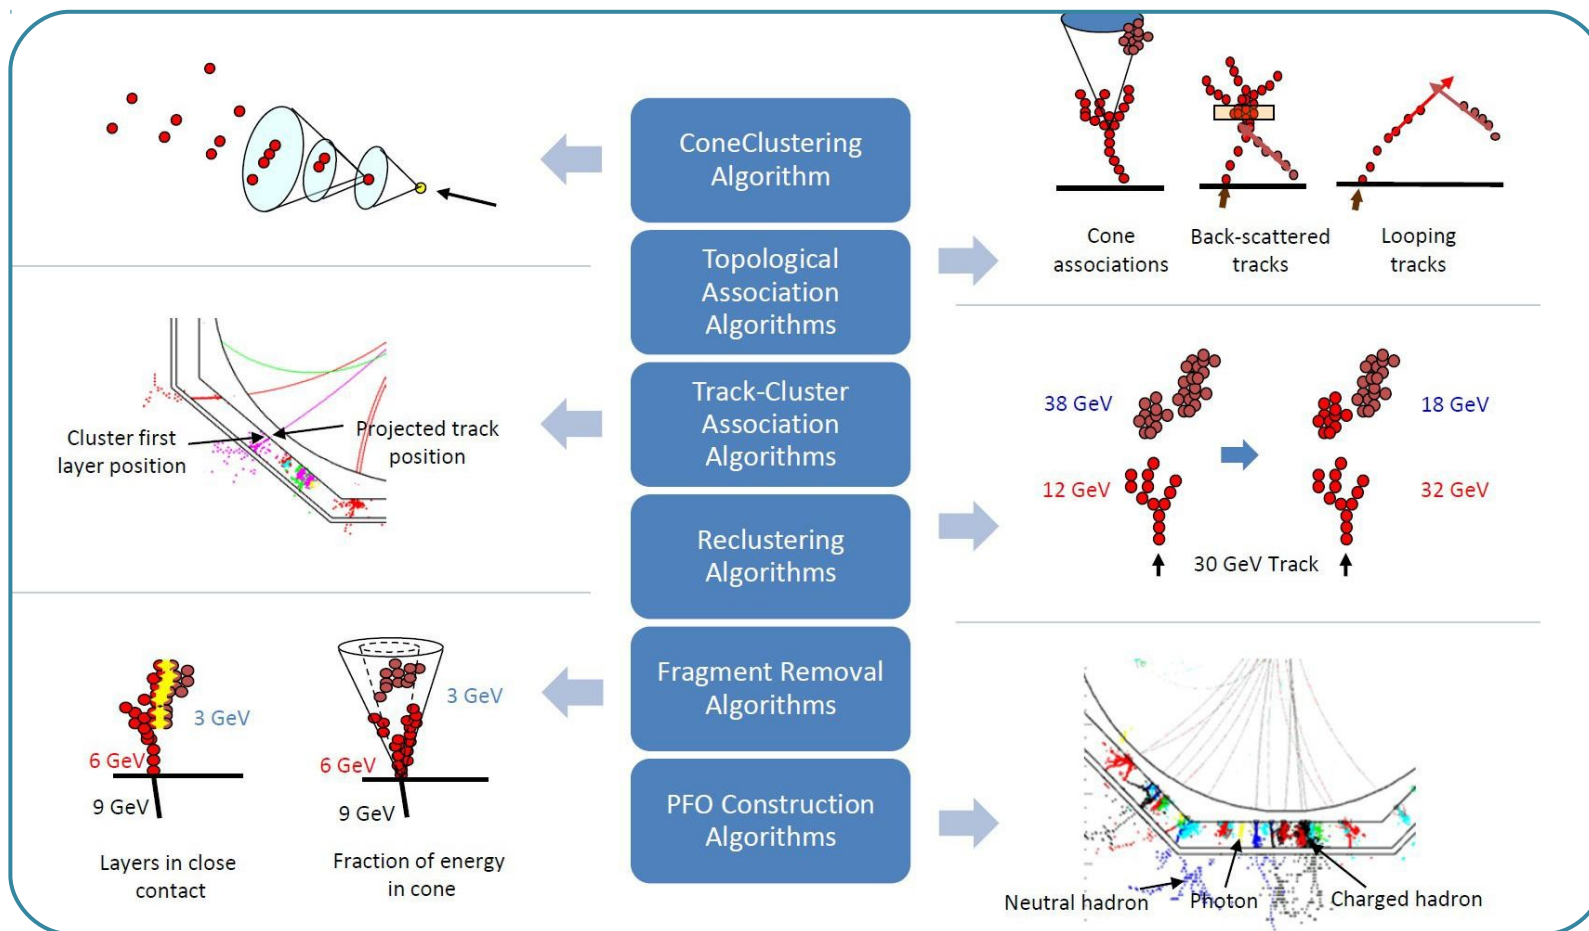 ConeClustering
Algorithm
Topological
Association
Algorithms
Track-Cluster
Association
Algorithms
Reclustering
Algorithms
Fragment Removal
Algorithms
PFO Construction
Algorithms
Cone
associations
Back-scattered
tracks
Looping
tracks
Cluster first
layer position
Projected track
position
38 GeV
18 GeV
12 GeV
32 GeV
30 GeV Track
3 GeV
6 GeV
9 GeV
Layers in close
contact
3 GeV
6 GeV
9 GeV
Fraction of energy
in cone
Neutral hadron
Photon
Charged hadron